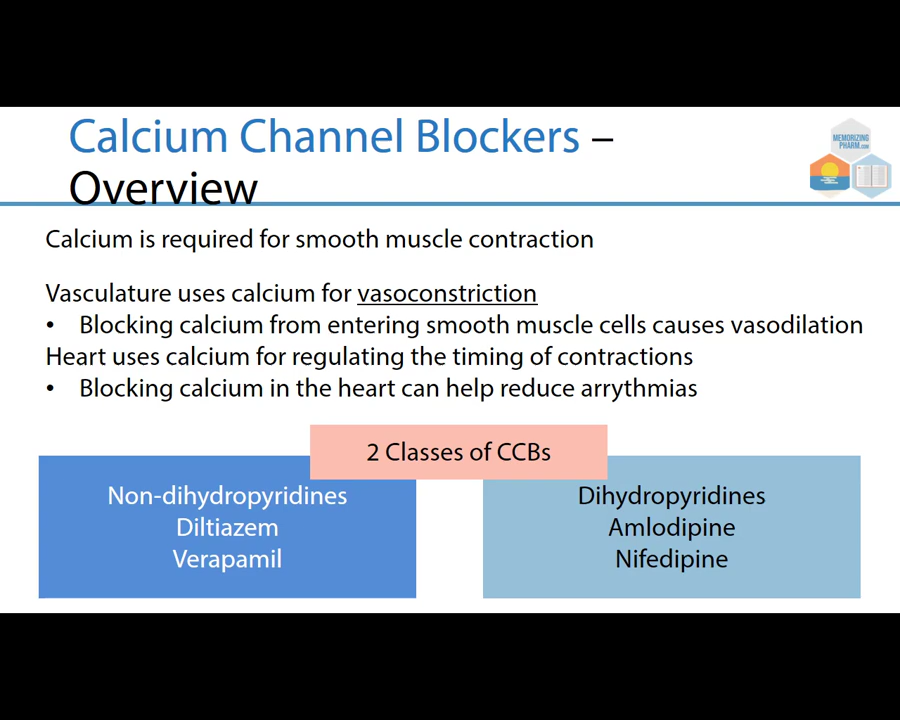 Calcium Channel Blockers –
Overview
MEMORIZING
PHARM.COM
Calcium is required for smooth muscle contraction
Vasculature uses calcium for vasoconstriction
• Blocking calcium from entering smooth muscle cells causes vasodilation
Heart uses calcium for regulating the timing of contractions
• Blocking calcium in the heart can help reduce arrythmias
2 Classes of CCBs
Non-dihydropyridines
Diltiazem
Verapamil
Dihydropyridines
Amlodipine
Nifedipine